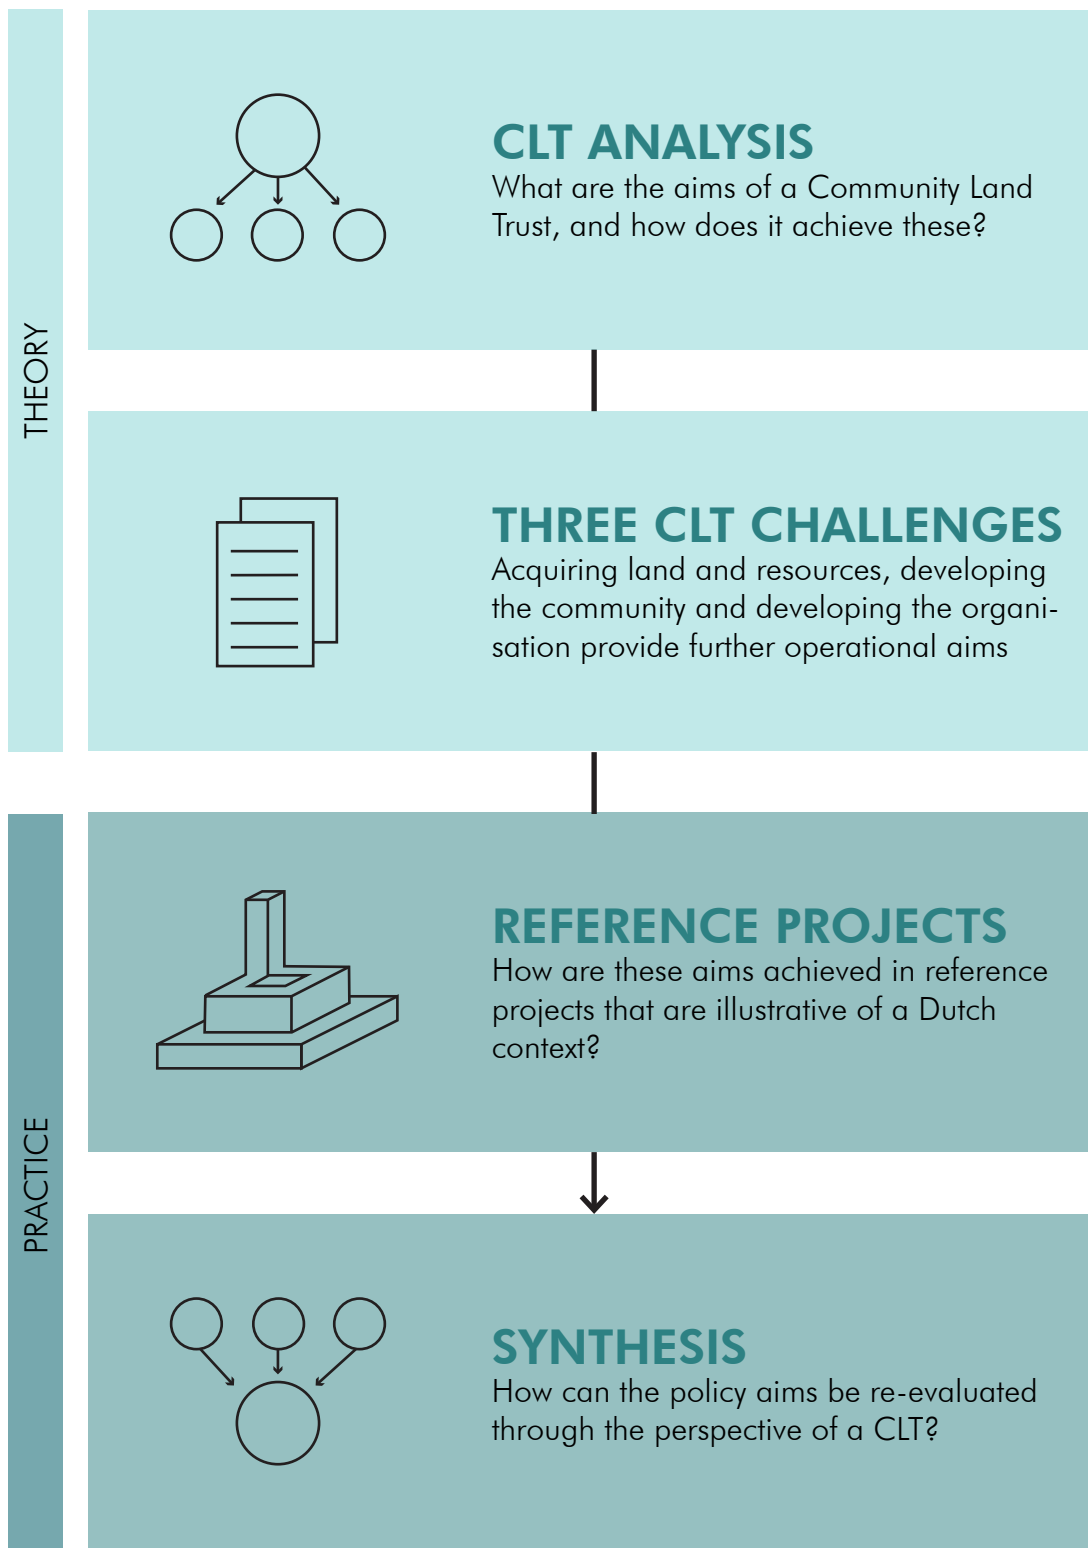 THEORY
CLT ANALYSIS
What are the aims of a Community Land
Trust, and how does it achieve these?
THREE CLT CHALLENGES
Acquiring land and resources, developing
the community and developing the organi-
sation provide further operational aims
PRACTICE
REFERENCE PROJECTS
How are these aims achieved in reference
projects that are illustrative of a Dutch
context?
SYNTHESIS
How can the policy aims be re-evaluated
through the perspective of a CLT?